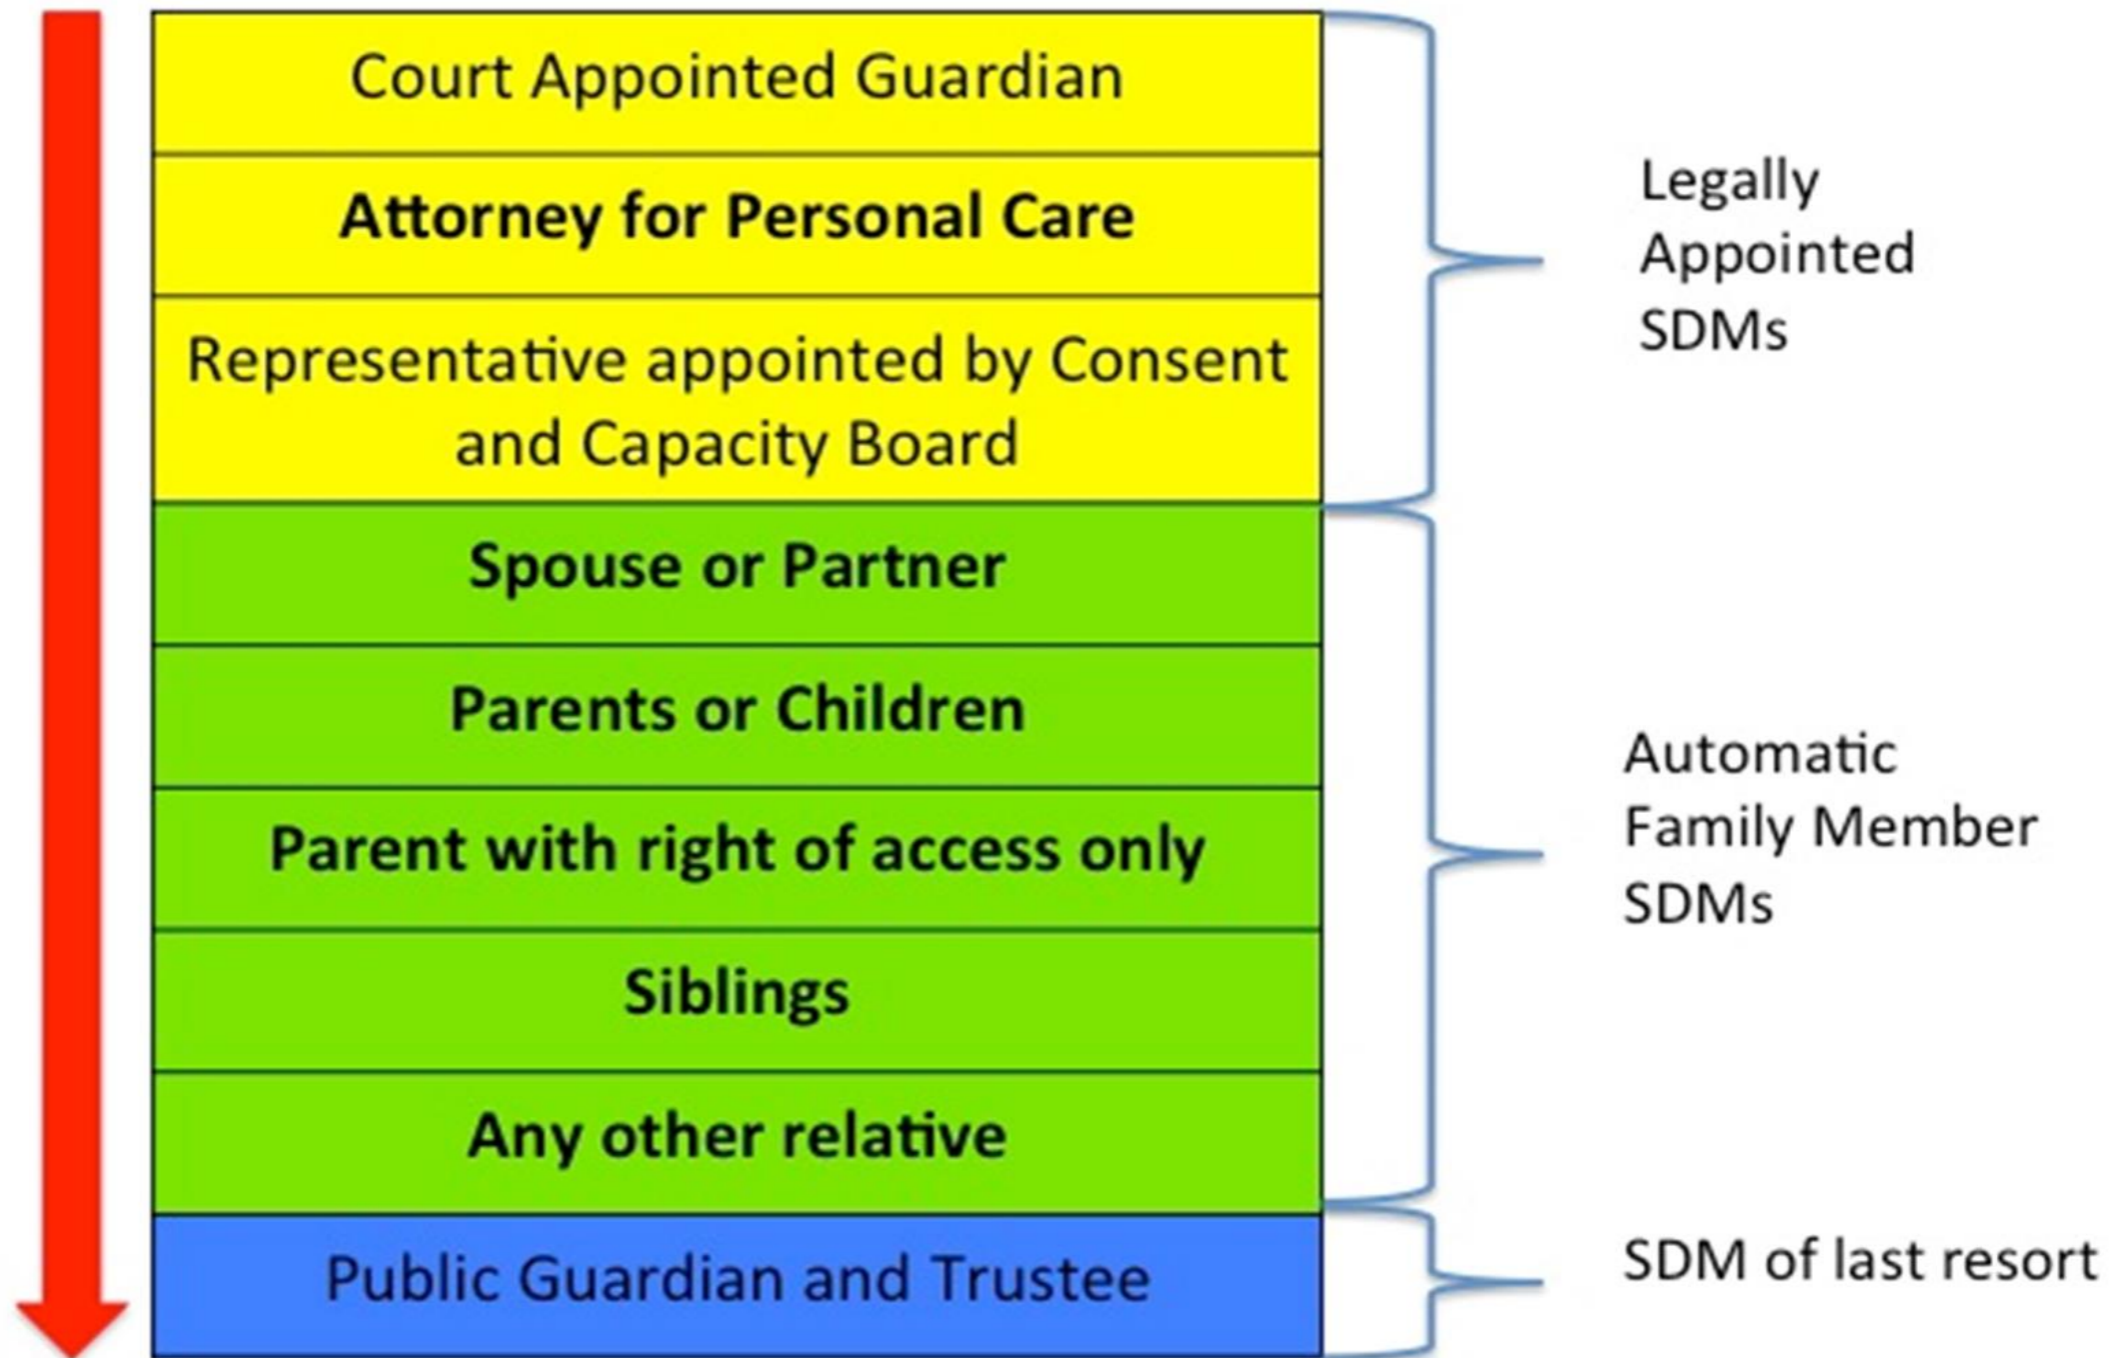 Court Appointed Guardian
Attorney for Personal Care
Representative appointed by Consent
and Capacity Board
Legally
Appointed
SDMs
Spouse or Partner
Parents or Children
Parent with right of access only
Siblings
Any other relative
Automatic
Family Member
SDMs
Public Guardian and Trustee
SDM of last resort